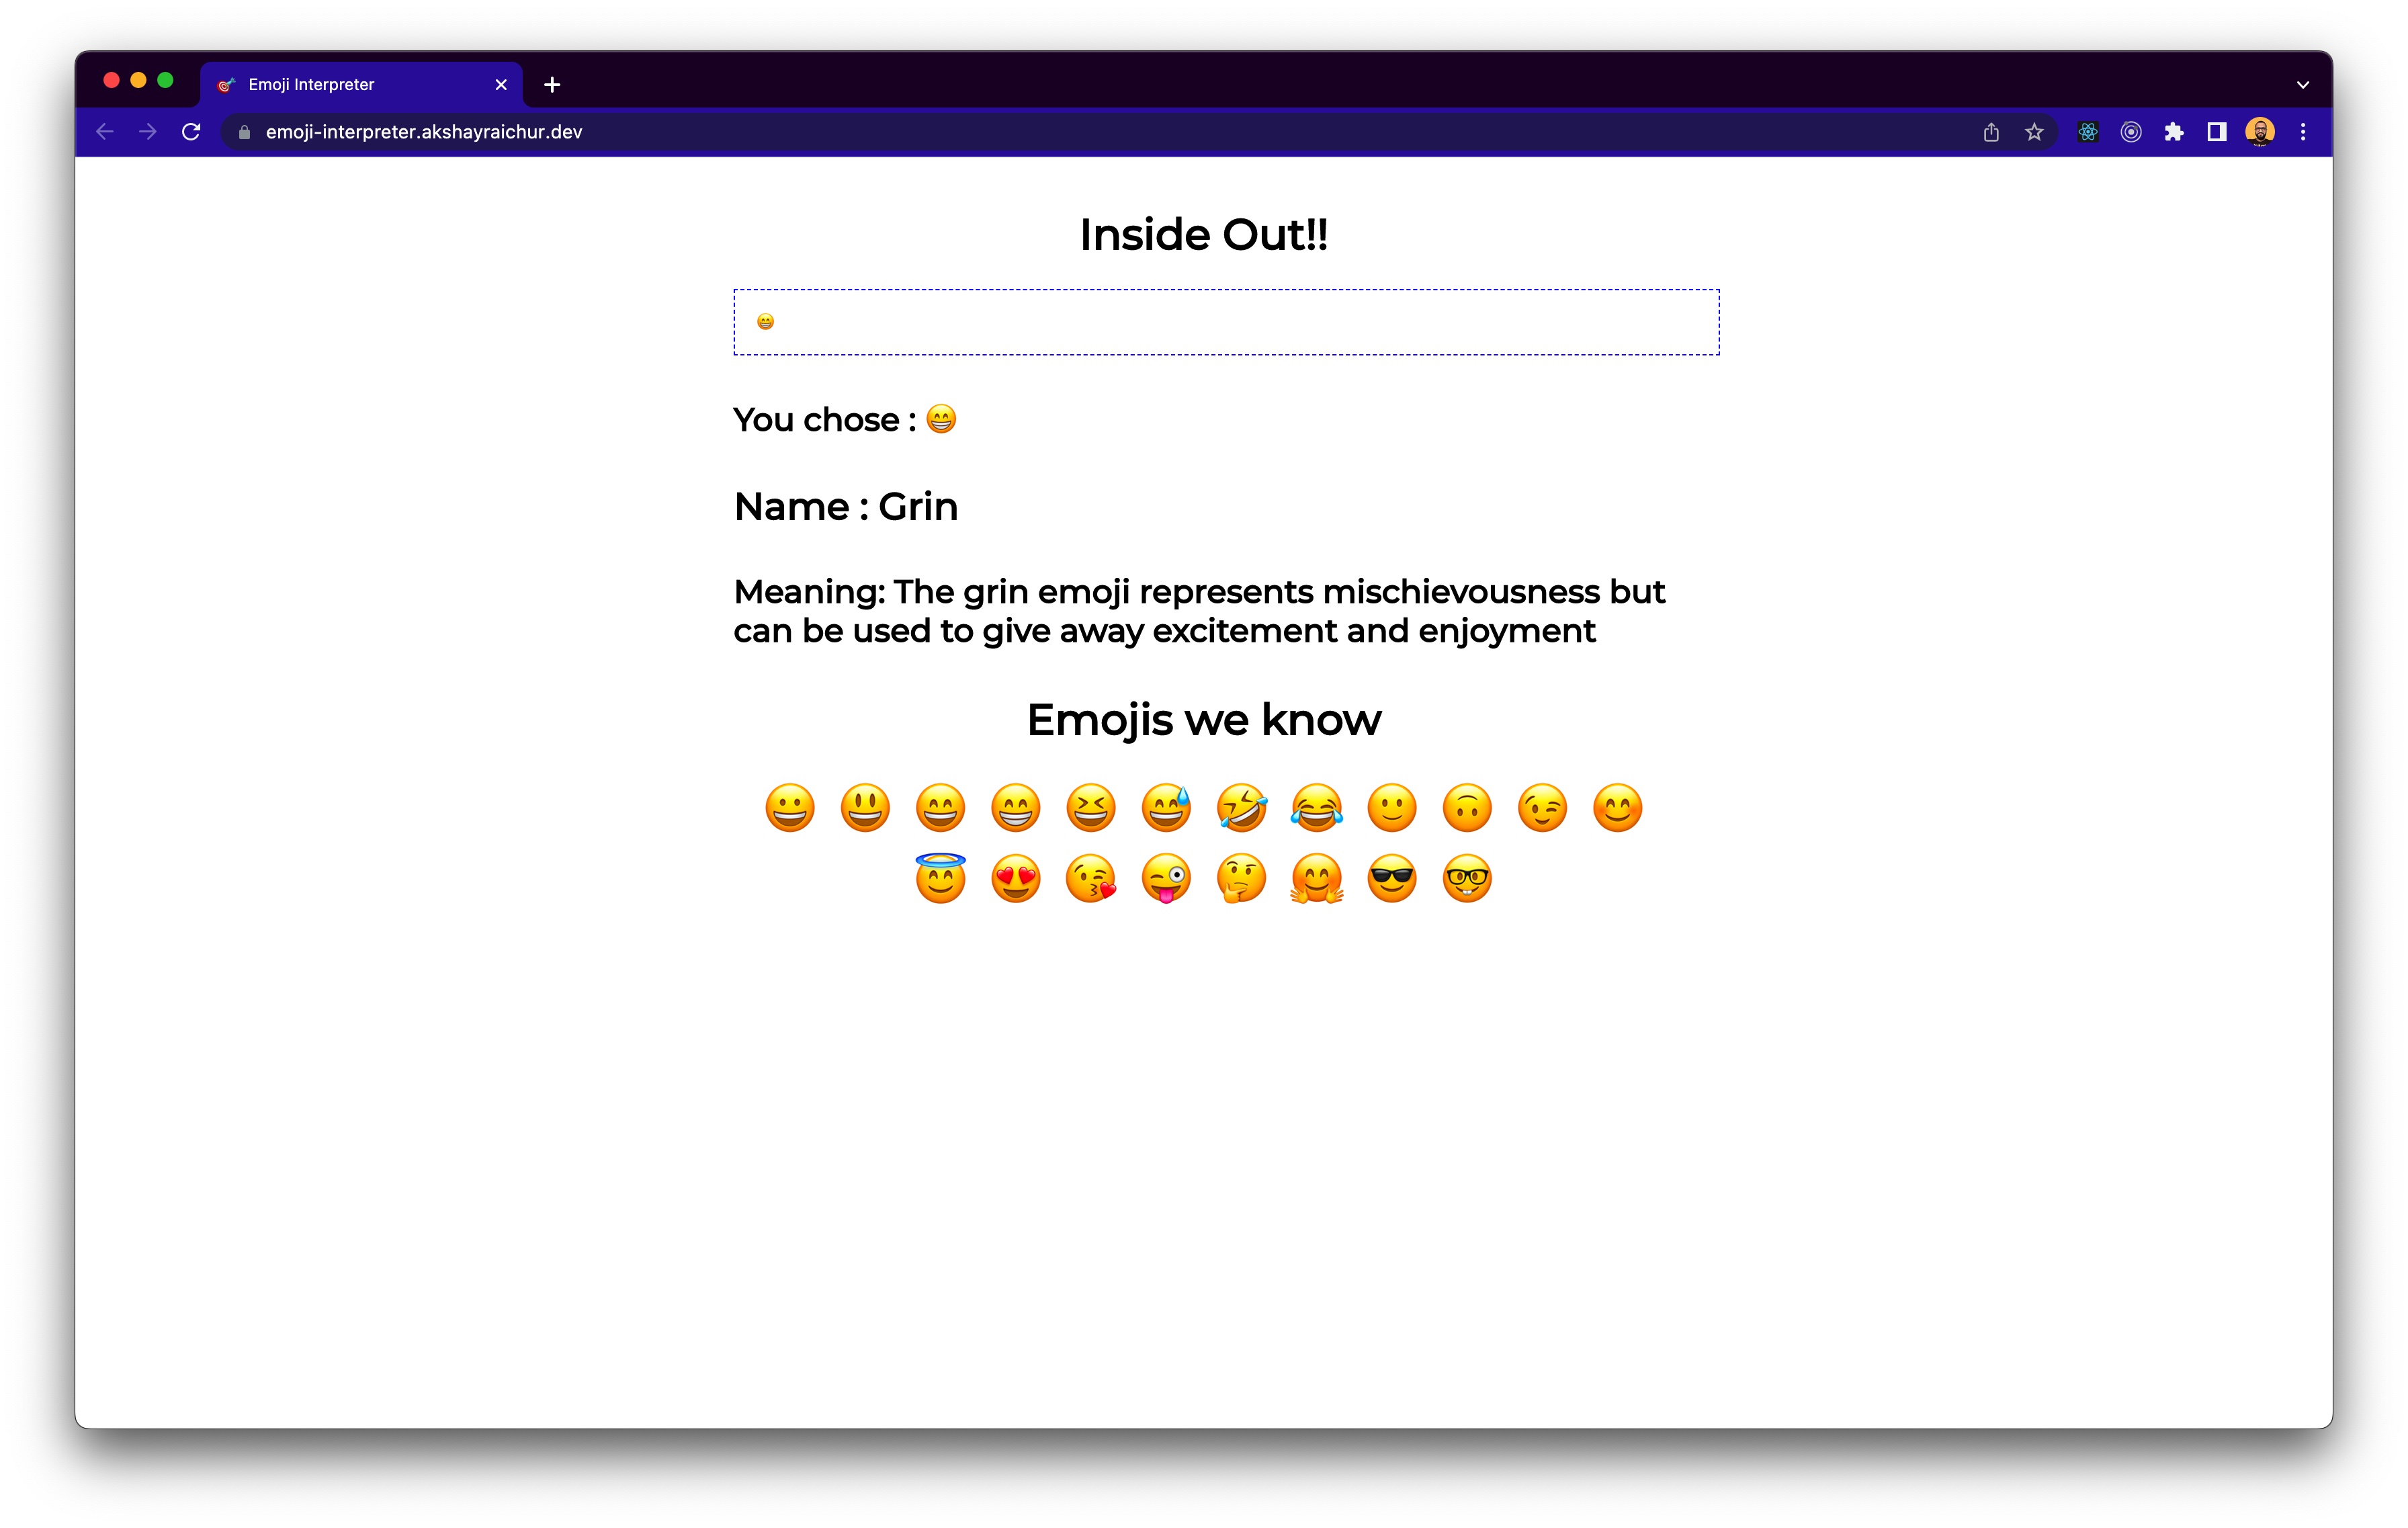 Emoji Interpreter
emoji-interpreter.akshayraichur.dev
Inside Out!!
😁
You chose : 😁
Name : Grin
Meaning: The grin emoji represents mischievousness but
can be used to give away excitement and enjoyment
Emojis we know
😀 😃 😄 😁 😆 😅 🤣 😂 🙂 🙃 😉 😊
😇 😍 😘 😜 🤔 🤗 😎 🤓